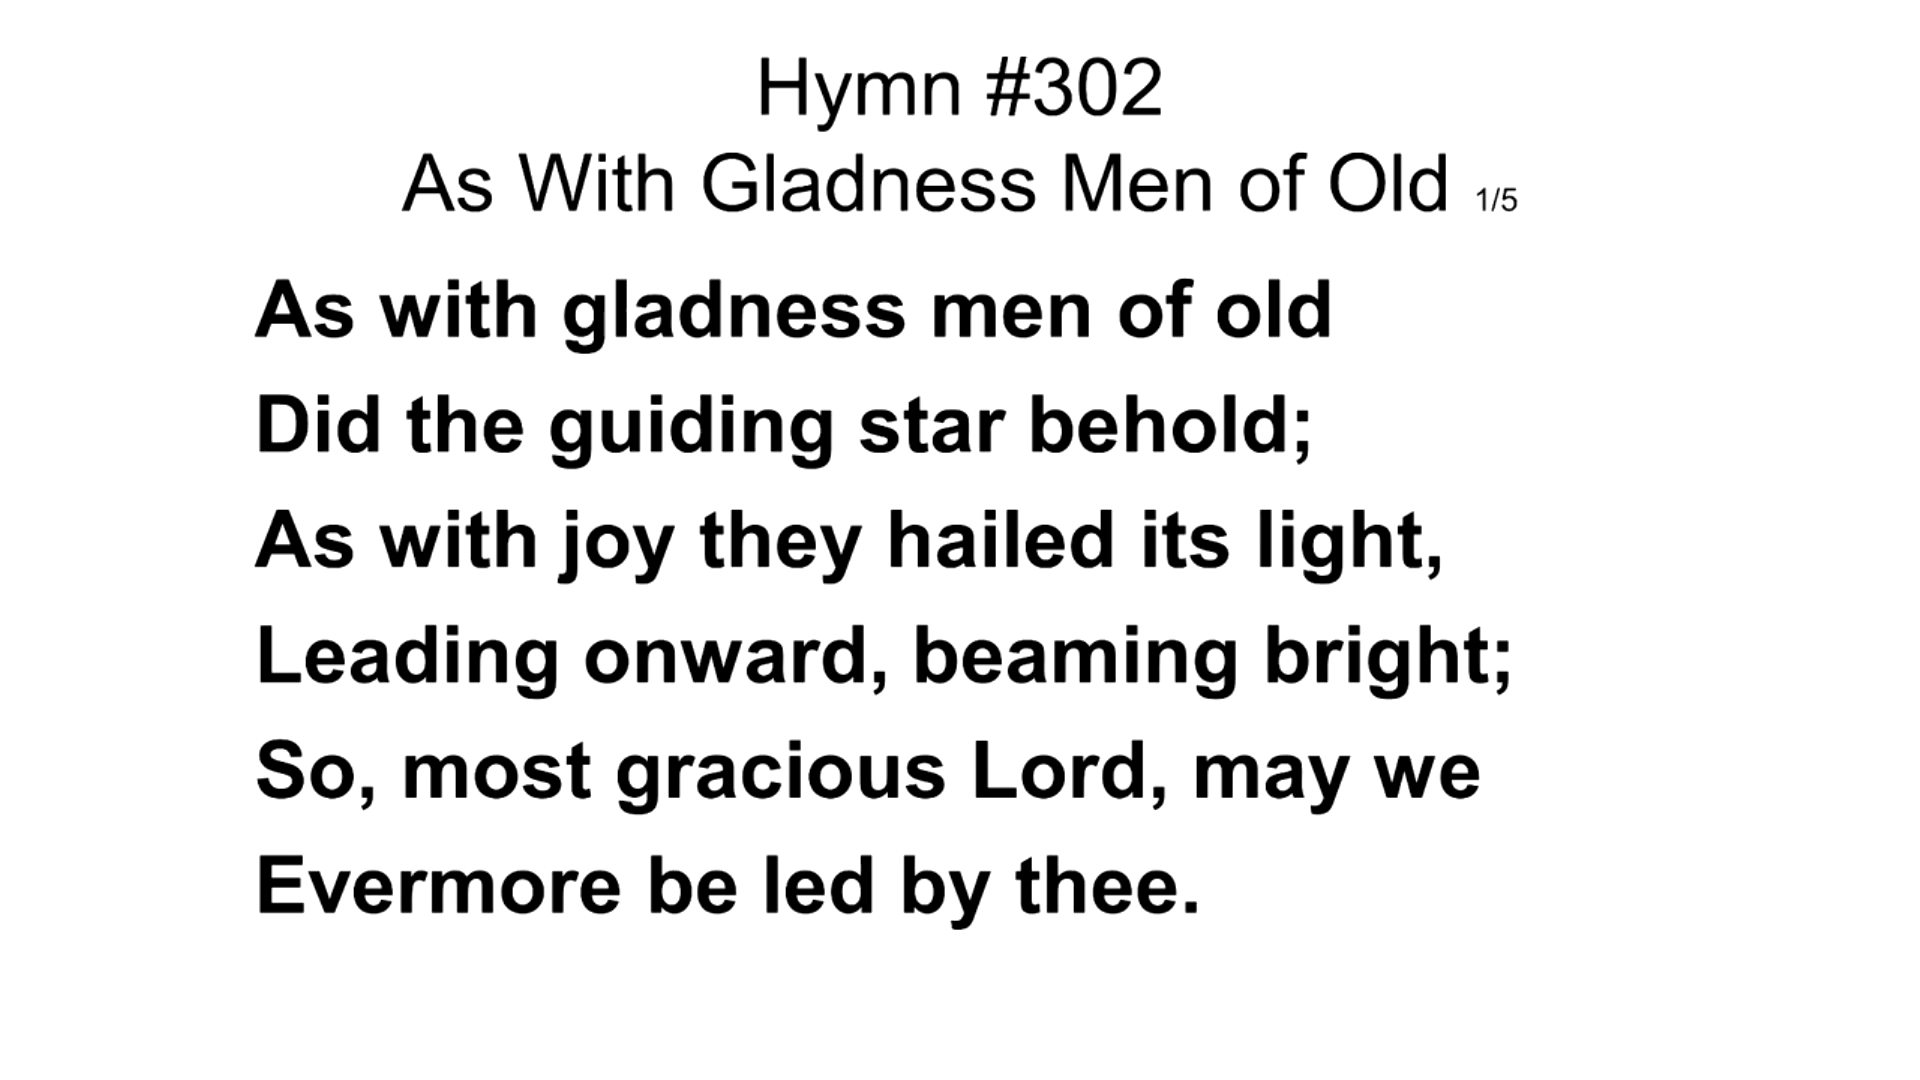 Hymn #302
As With Gladness Men of Old 1/5
As with gladness men of old
Did the guiding star behold;
As with joy they hailed its light,
Leading onward, beaming bright;
So, most gracious Lord, may we
Evermore be led by thee.